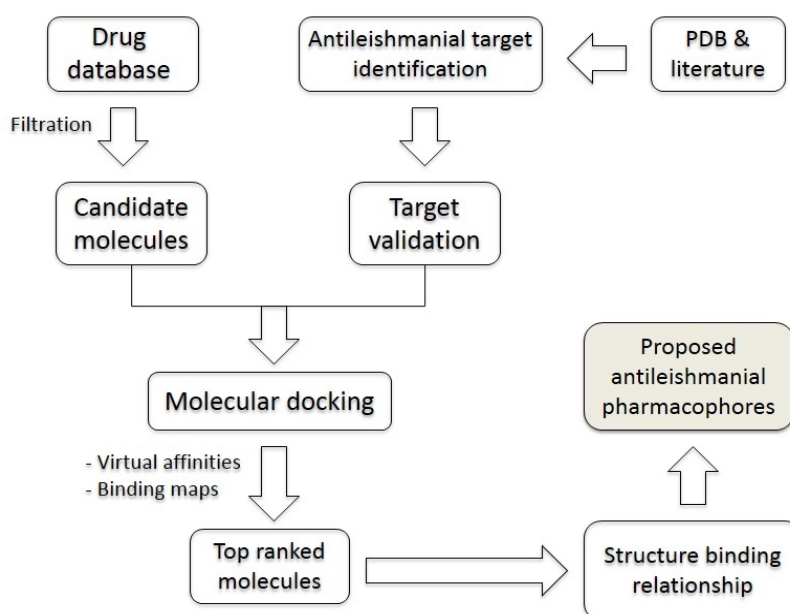 Drug
database
Antileishmanial target
identification
PDB &
literature
Filtration
Candidate
molecules
Target
validation
Molecular docking
Proposed
antileishmanial
pharmacophores
- Virtual affinities
- Binding maps
Top ranked
molecules
Structure binding
relationship